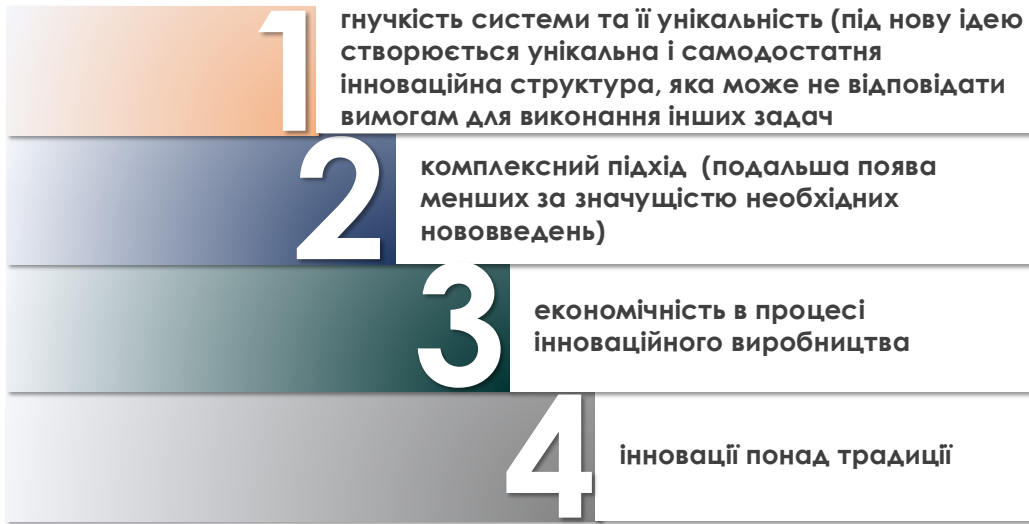 1
гнучкість системи та її унікальність (під нову ідею
створюється унікальна і самодостатня
інноваційна структура, яка може не відповідати
вимогам для виконання інших задач
2
комплексний підхід (подальша поява
менших за значущістю необхідних
нововведень)
3
економічність в процесі
інноваційного виробництва
4
інновації понад традиції